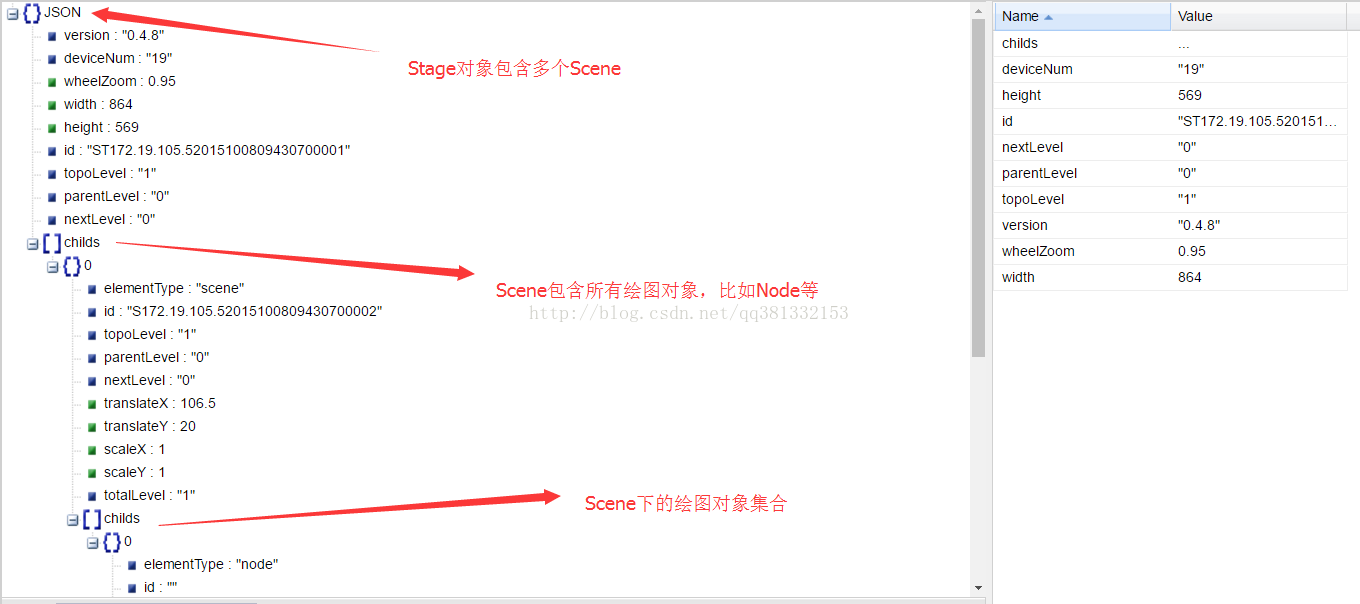 JSON
version : "0.4.8"
deviceNum : "19"
wheelZoom : 0.95
width : 864
height : 569
id : "ST172.19.105.52015100809430700001"
topoLevel : "1"
parentLevel : "0"
nextLevel : "0"
childs
0
elementType : "scene"
id : "S172.19.105.52015100809430700002"
topoLevel : "1"
parentLevel : "0"
nextLevel : "0"
translateX : 106.5
translateY : 20
scaleX : 1
scaleY : 1
totalLevel : "1"
childs
0
elementType : "node"
id : ""
Stage对象包含多个Scene
Scene包含所有绘图对象，比如Node等
http://blog.csdn.net/qq381332153
Scene下的绘图对象集合
Name Value
childs ...
deviceNum "19"
height 569
id "ST172.19.105.520151...
nextLevel "0"
parentLevel "0"
topoLevel "1"
version "0.4.8"
wheelZoom 0.95
width 864